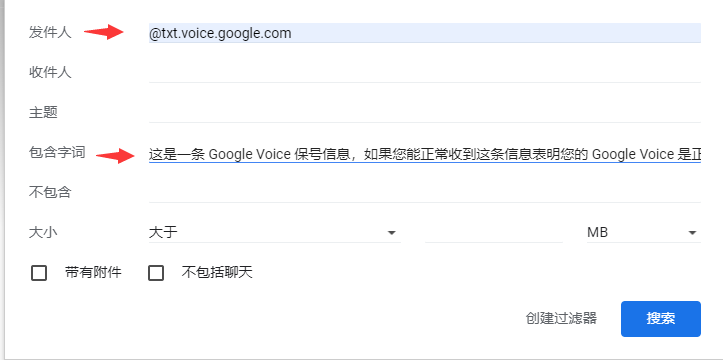 发件人 @txt.voice.google.com
收件人
主题
包含字词 这是一条 Google Voice 保号信息，如果您能正常收到这条信息表明您的 Google Voice 是正
不包含
大小 大于 MB
带有附件 不包括聊天
创建过滤器 搜索